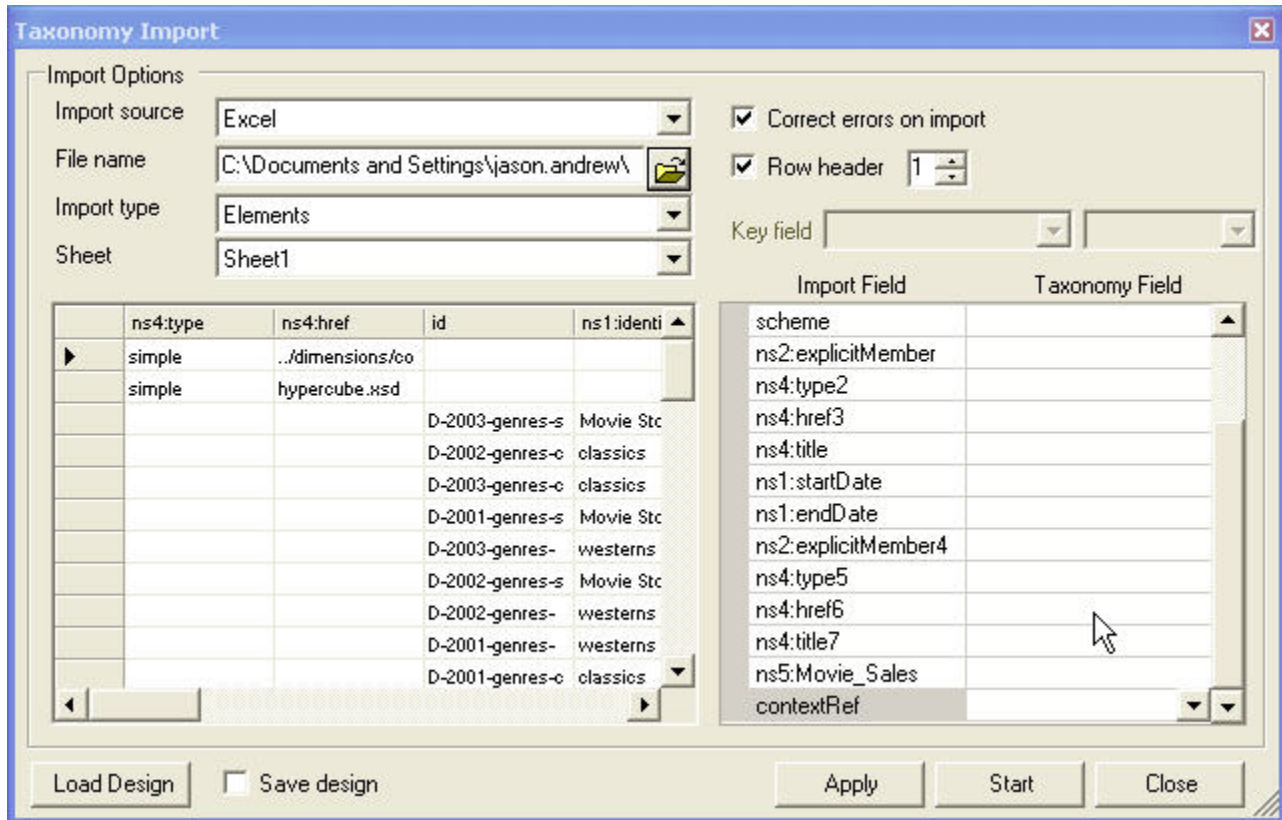 Taxonomy Import
Import Options
Import source Excel
File name C:\Documents and Settings\jason.andrew\
Import type Elements
Sheet Sheet1
Correct errors on import
Row header 1
Key field
Import Field Taxonomy Field
ns4:type ns4:href id ns1:identi
simple ../dimensions/co
simple hypercube.xsd
D-2003-genres-s Movie Stc
D-2002-genres-c classics
D-2003-genres-c classics
D-2001-genres-s Movie Stc
D-2003-genres- westerns
D-2002-genres-s Movie Stc
D-2002-genres- westerns
D-2001-genres- westerns
D-2001-genres-c classics
scheme
ns2:explicitMember
ns4:type2
ns4:href3
ns4:title
ns1:startDate
ns1:endDate
ns2:explicitMember4
ns4:type5
ns4:href6
ns4:title7
ns5:Movie_Sales
contextRef
Load Design Save design Apply Start Close